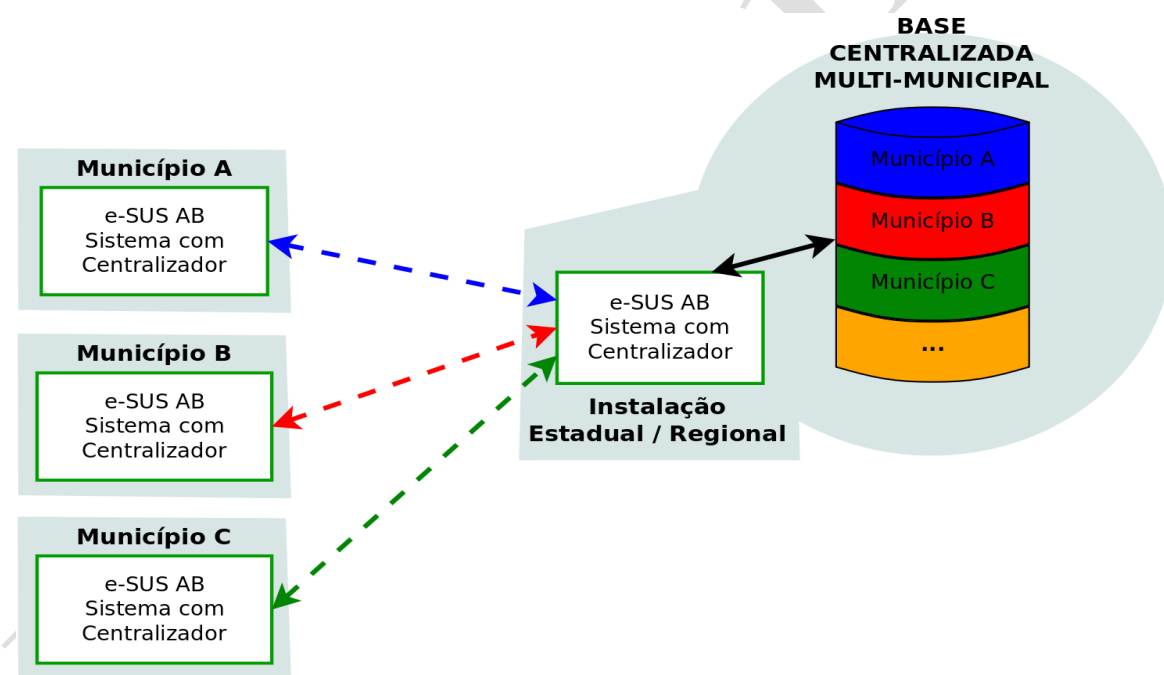 BASE
CENTRALIZADA
MULTI-MUNICIPAL
Município A
e-SUS AB
Sistema com
Centralizador
Município B
e-SUS AB
Sistema com
Centralizador
Município C
e-SUS AB
Sistema com
Centralizador
e-SUS AB
Sistema com
Centralizador
Instalação
Estadual / Regional
Município A
Município B
Município C
...